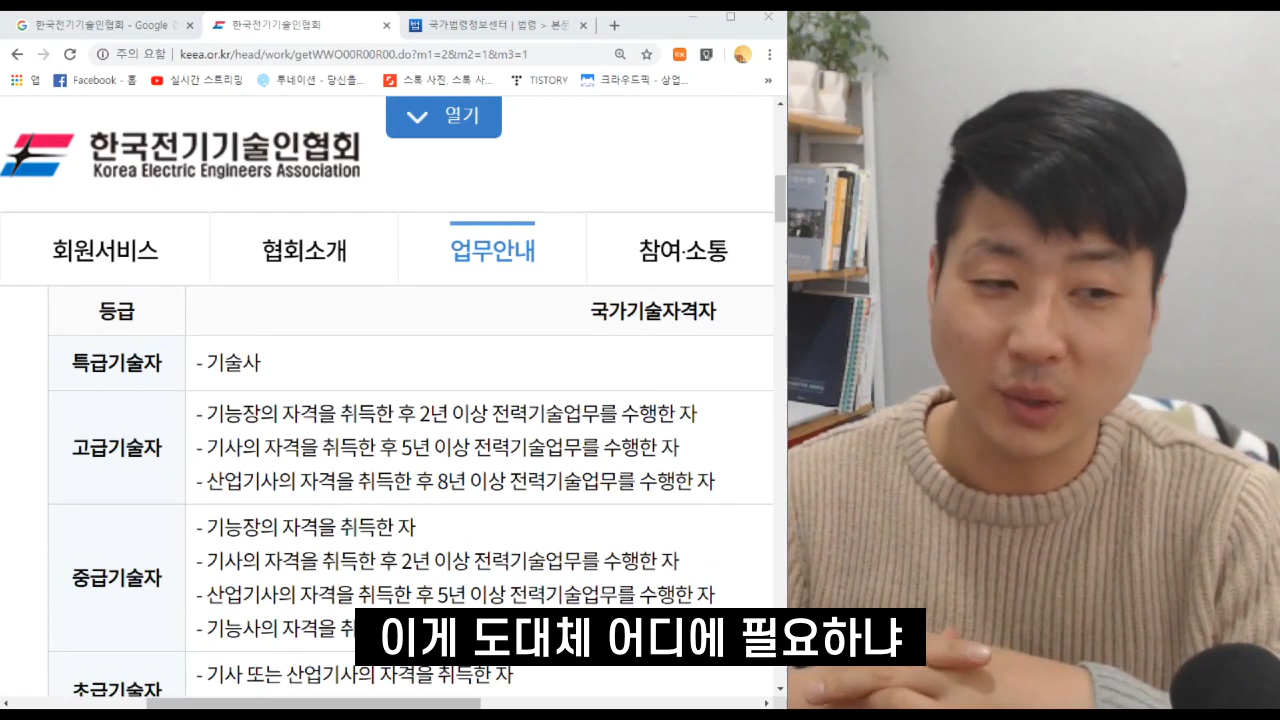 한국전기기술인협회 - Google
한국전기기술인협회
국가법령정보센터 | 법령 > 본문
주의 요함
keea.or.kr/head/work/getWWO00R00R00.do?m1=2&m2=1&m3=1
앱
Facebook - 홈
실시간 스트리밍
투네이션 - 당신을...
스톡 사진, 스톡 사...
TISTORY
크라우드픽 - 상업...
열기
한국전기기술인협회
Korea Electric Engineers Association
회원서비스
협회소개
업무안내
참여·소통
등급
국가기술자격자
특급기술자
- 기술사
고급기술자
- 기능장의 자격을 취득한 후 2년 이상 전력기술업무를 수행한 자
- 기사의 자격을 취득한 후 5년 이상 전력기술업무를 수행한 자
- 산업기사의 자격을 취득한 후 8년 이상 전력기술업무를 수행한 자
중급기술자
- 기능장의 자격을 취득한 자
- 기사의 자격을 취득한 후 2년 이상 전력기술업무를 수행한 자
- 산업기사의 자격을 취득한 후 5년 이상 전력기술업무를 수행한 자
- 기능사의 자격을
초급기술자
- 기사 또는 산업기사의 자격을 취득한 자
이게 도대체 어디에 필요하냐